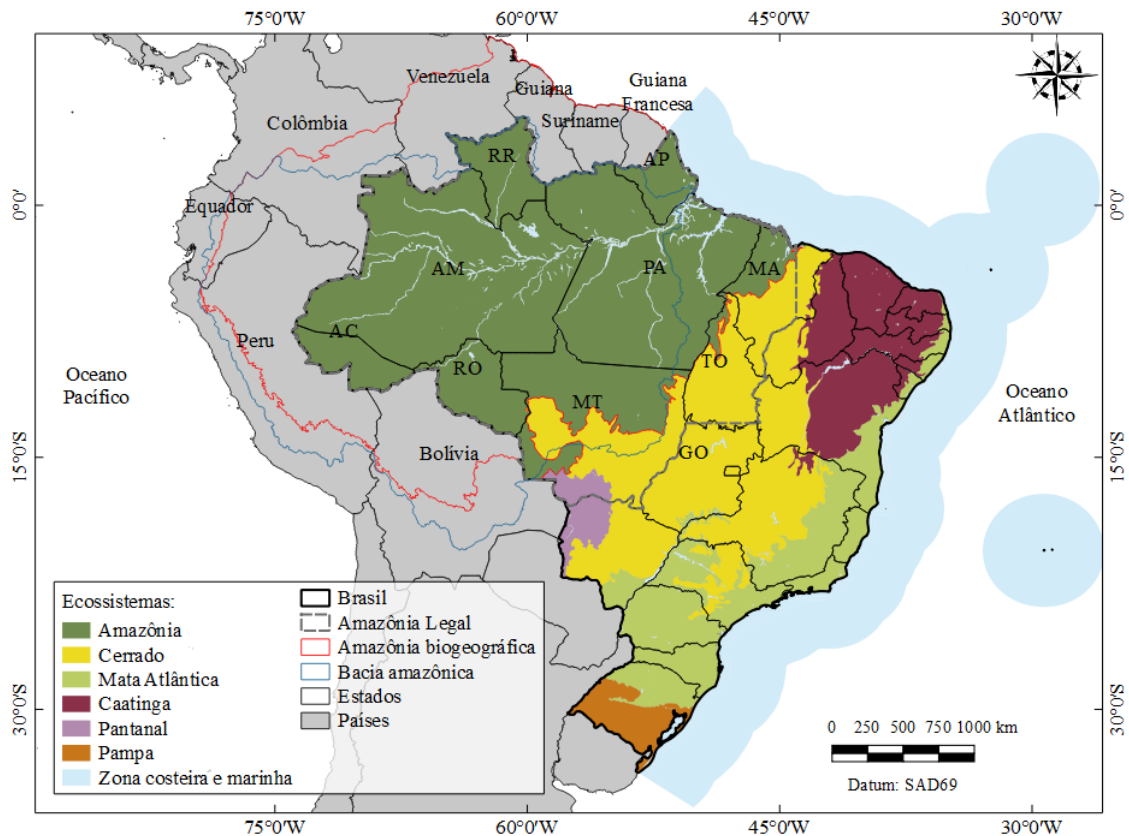 75°0'W 60°0'W 45°0'W 30°0'W
Venezuela
Guiana
Guiana
Francesa
Suriname
Colômbia
RR
AP
0°0'
0°0'
Equador
AM
PA
MA
AC
Peru
RO
TO
Oceano
Pacífico
MT
Oceano
Atlântico
Bolívia
GO
15°0'S
15°0'S
Ecossistemas:
Amazônia
Cerrado
Mata Atlântica
Caatinga
Pantanal
Pampa
Zona costeira e marinha
Brasil
Amazônia Legal
Amazônia biogeográfica
Bacia amazônica
Estados
Países
30°0'S
30°0'S
0 250 500 750 1000 km
Datum: SAD69
75°0'W 60°0'W 45°0'W 30°0'W